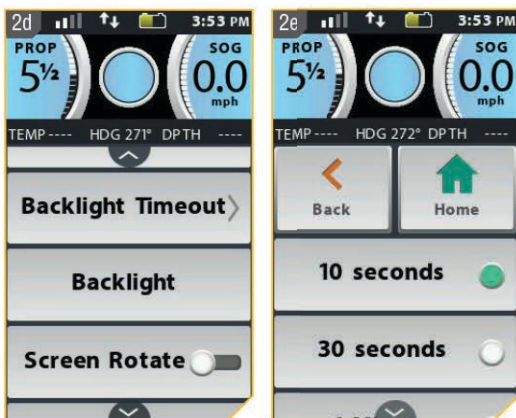 2d 3:53 PM
PROP SOG
5½ 0.0
mph
TEMP ---- HDG 271° DPTH ----
Backlight Timeout
Backlight
Screen Rotate
2e 3:53 PM
PROP SOG
5½ 0.0
mph
TEMP ---- HDG 272° DPTH ----
Back Home
10 seconds
30 seconds